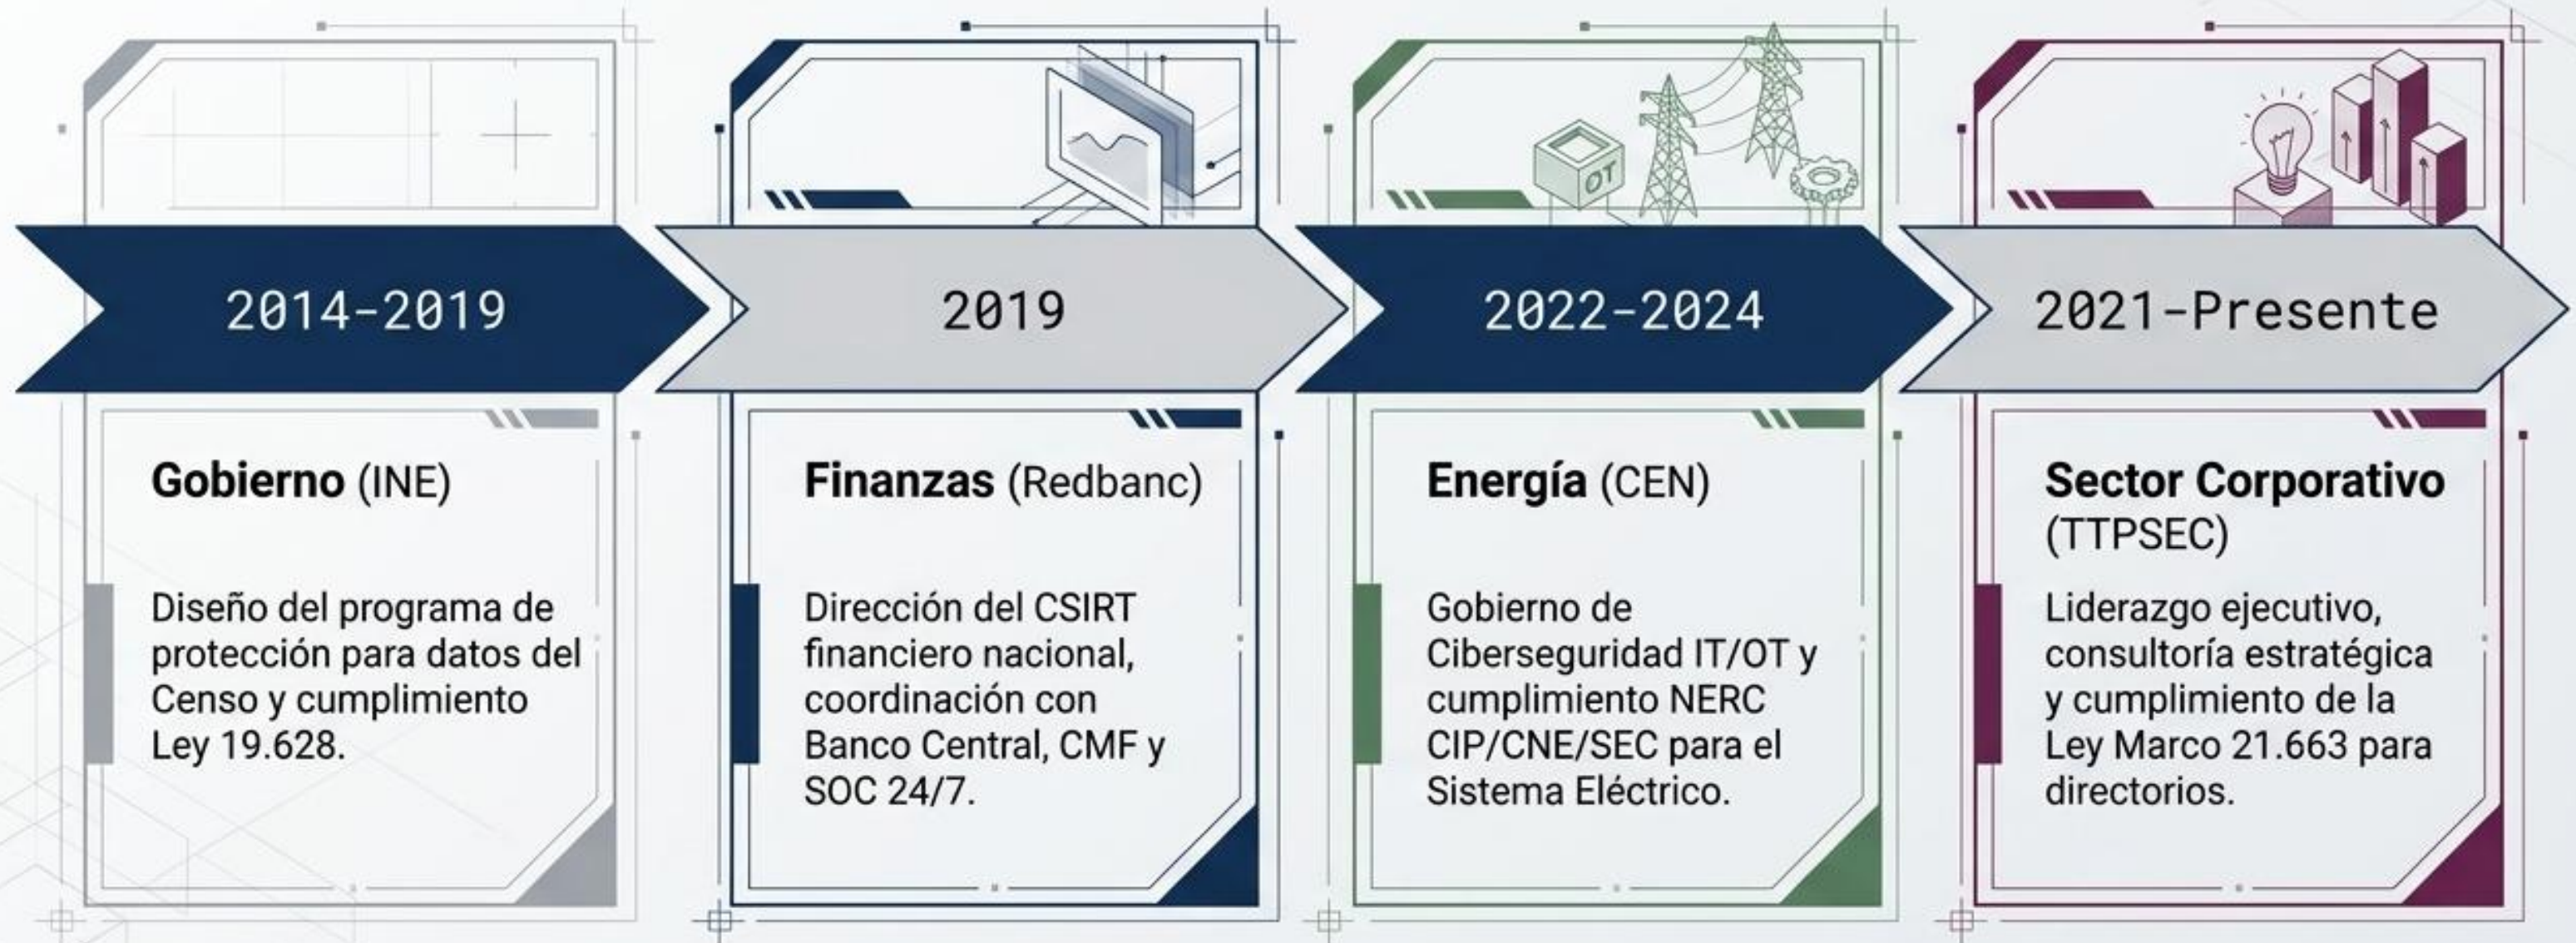 OT
2014-2019
2019
2022-2024
2021-Presente
Gobierno (INE)
Diseño del programa de
protección para datos del
Censo y cumplimiento
Ley 19.628.
Finanzas (Redbanc)
Dirección del CSIRT
financiero nacional,
coordinación con
Banco Central, CMF y
SOC 24/7.
Energía (CEN)
Gobierno de
Ciberseguridad IT/OT y
cumplimiento NERC
CIP/CNE/SEC para el
Sistema Eléctrico.
Sector Corporativo
(TTPSEC)
Liderazgo ejecutivo,
consultoría estratégica
y cumplimiento de la
Ley Marco 21.663 para
directorios.